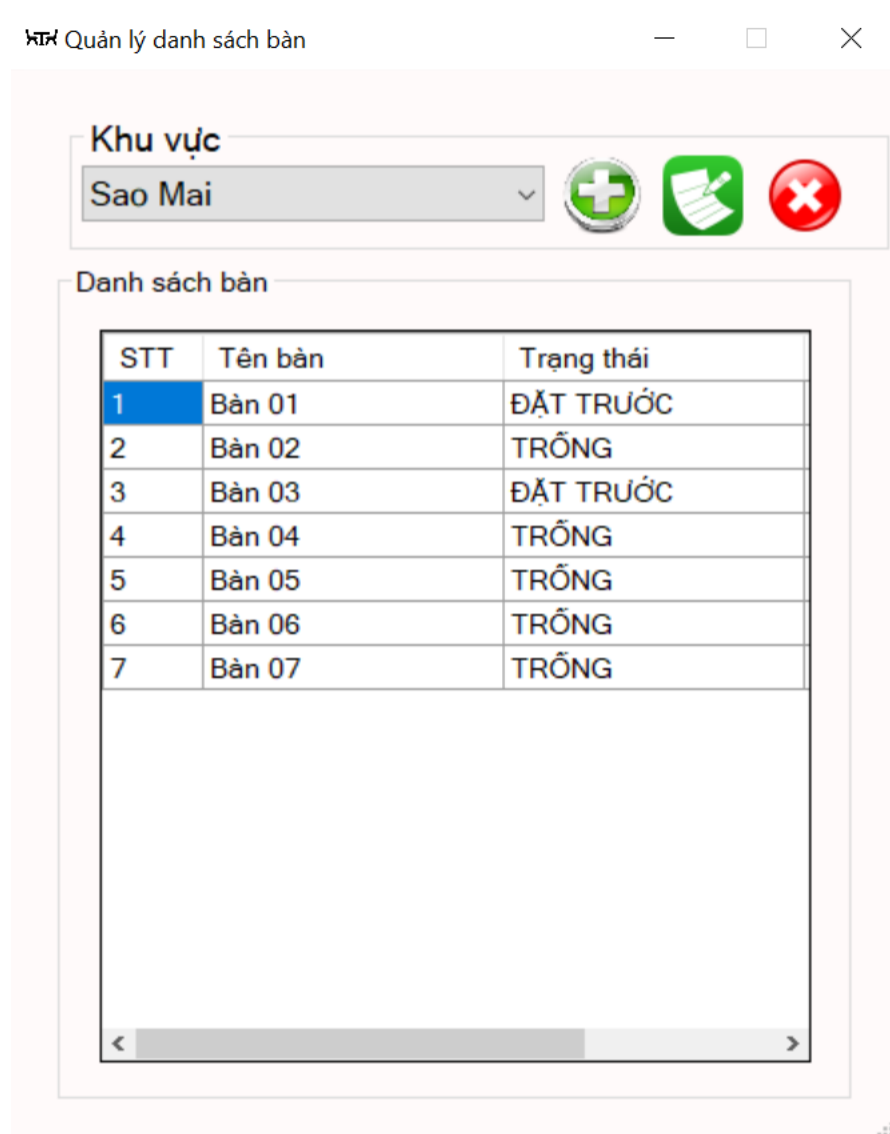 Quản lý danh sách bàn
Khu vực
Sao Mai
Danh sách bàn
STT Tên bàn Trạng thái
1 Bàn 01 ĐẶT TRƯỚC
2 Bàn 02 TRỐNG
3 Bàn 03 ĐẶT TRƯỚC
4 Bàn 04 TRỐNG
5 Bàn 05 TRỐNG
6 Bàn 06 TRỐNG
7 Bàn 07 TRỐNG